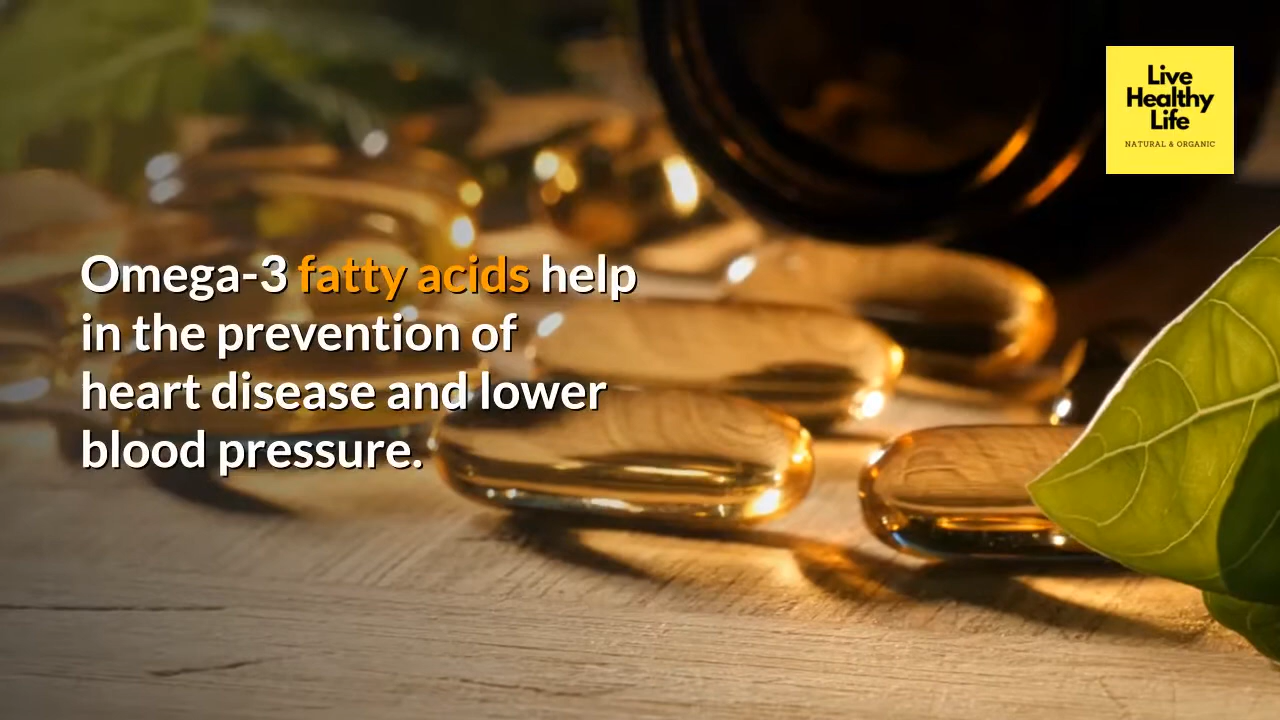 Live
Healthy
Life
NATURAL & ORGANIC
Omega-3 fatty acids help
in the prevention of
heart disease and lower
blood pressure.